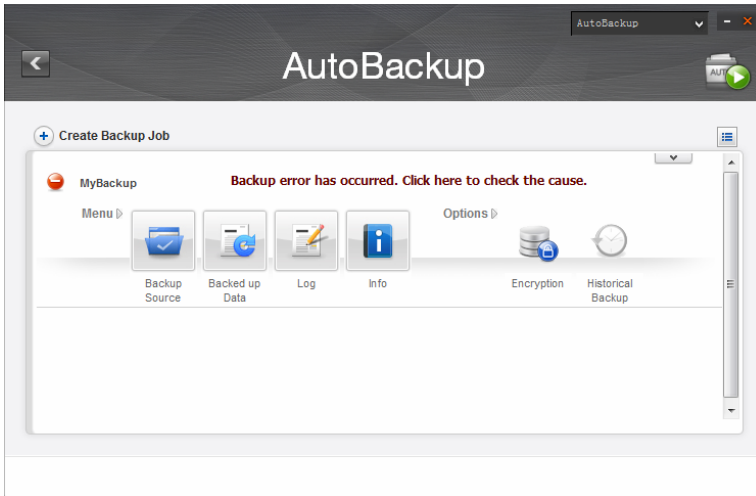 AutoBackup
AutoBackup
AUTO
Create Backup Job
MyBackup
Backup error has occurred. Click here to check the cause.
Menu
Options
Backup Source
Backed up Data
Log
Info
Encryption
Historical Backup